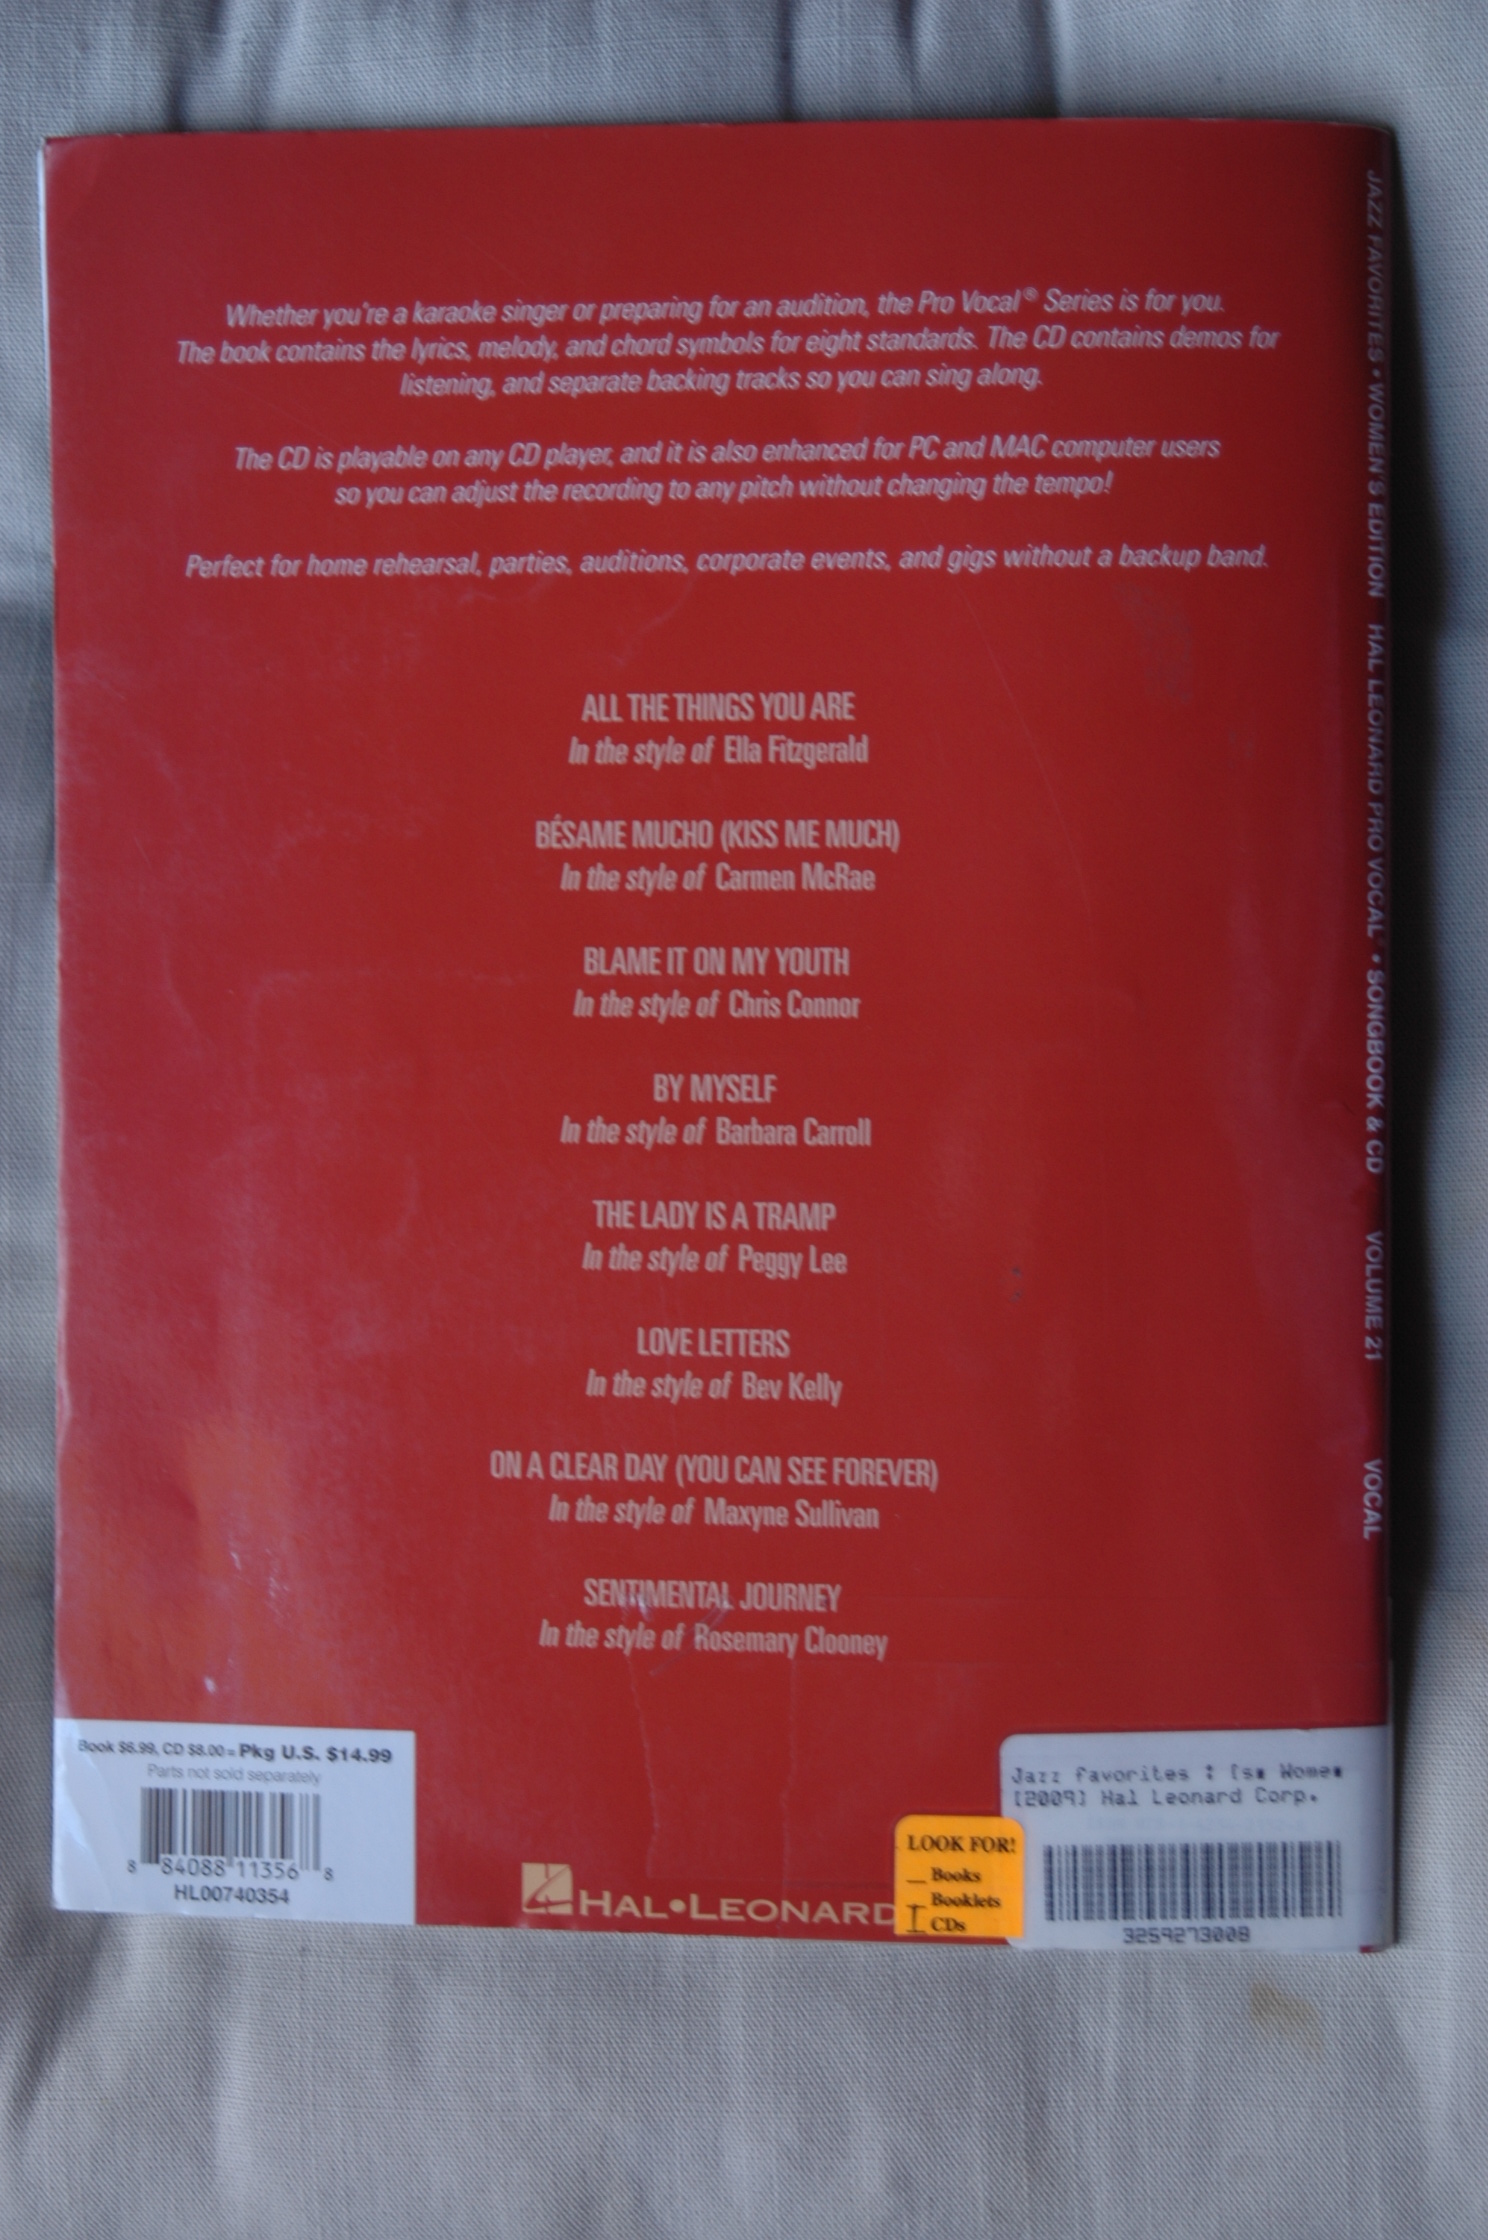 Whether you're a karaoke singer or preparing for an audition, the Pro Vocal® Series is for you.
The book contains the lyrics, melody, and chord symbols for eight standards. The CD contains demos for
listening, and separate backing tracks so you can sing along.
The CD is playable on any CD player, and it is also enhanced for PC and MAC computer users
so you can adjust the recording to any pitch without changing the tempo!
Perfect for home rehearsal, parties, auditions, corporate events, and gigs without a backup band.
ALL THE THINGS YOU ARE
In the style of Ella Fitzgerald
BÉSAME MUCHO (KISS ME MUCH)
In the style of Carmen McRae
BLAME IT ON MY YOUTH
In the style of Chris Connor
BY MYSELF
In the style of Barbara Carroll
THE LADY IS A TRAMP
In the style of Peggy Lee
LOVE LETTERS
In the style of Bev Kelly
ON A CLEAR DAY (YOU CAN SEE FOREVER)
In the style of Maxyne Sullivan
SENTIMENTAL JOURNEY
In the style of Rosemary Clooney
Book $6.99, CD $8.00 = Pkg U.S. $14.99
Parts not sold separately
8 84088 11356 8
HL00740354
HAL•LEONARD
LOOK FOR!
Books
Booklets
I CDs
Jazz favorites :
[2009] Hal Leonard Corp.
3259273008
JAZZ FAVORITES • WOMEN'S EDITION HAL LEONARD PRO VOCAL • SONGBOOK & CD VOLUME 21 VOCAL